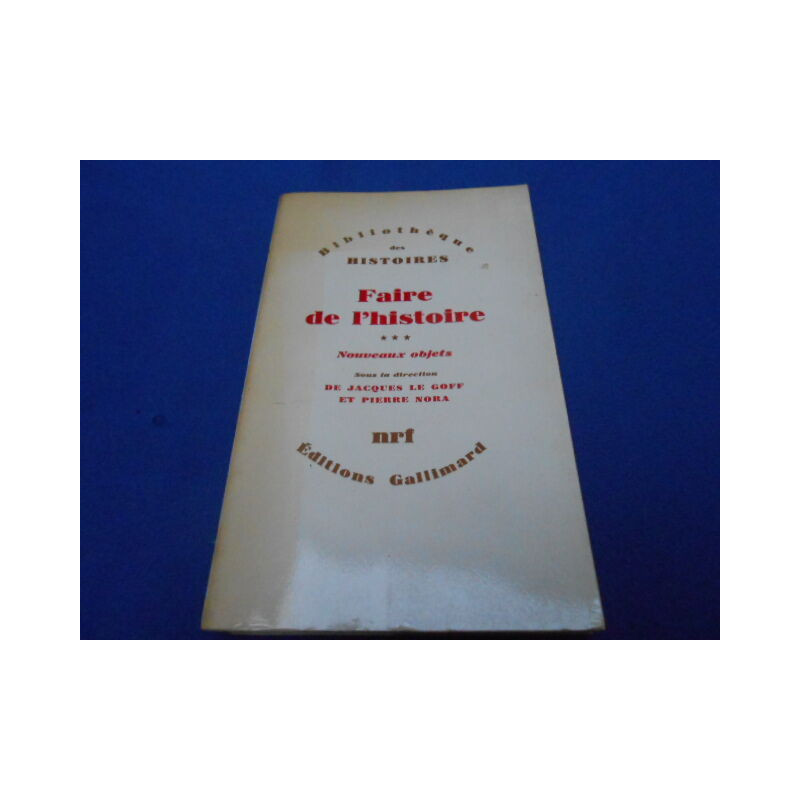 Bibliothèque
des
HISTOIRES
Faire
de l'histoire
★★★
Nouveaux objets
Sous la direction
DE JACQUES LE GOFF
ET PIERRE NORA
nrf
Éditions Gallimard